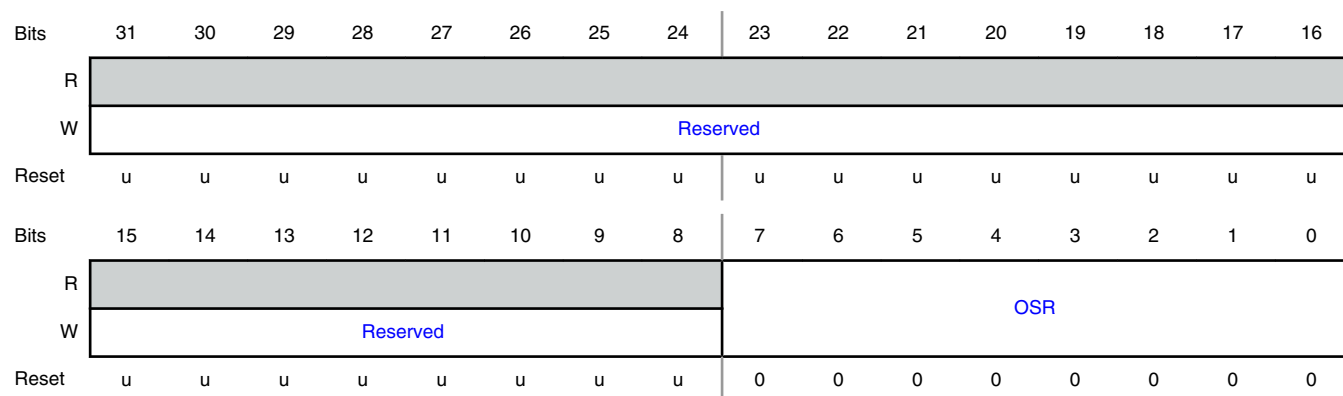 Bits 31 30 29 28 27 26 25 24 23 22 21 20 19 18 17 16
R
W Reserved
Reset u u u u u u u u u u u u u u u u
Bits 15 14 13 12 11 10 9 8 7 6 5 4 3 2 1 0
R
OSR
W Reserved
Reset u u u u u u u u 0 0 0 0 0 0 0 0